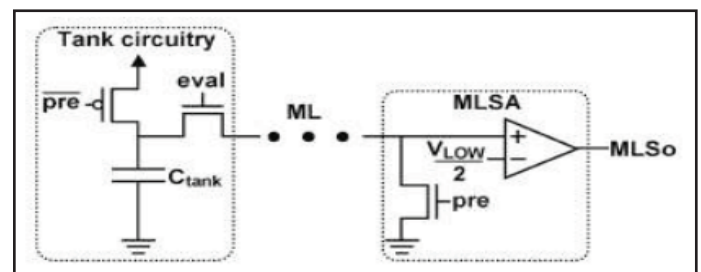 Tank circuitry
pre
eval
C_tank
ML
MLSA
V_LOW
2
+
−
MLSo
pre